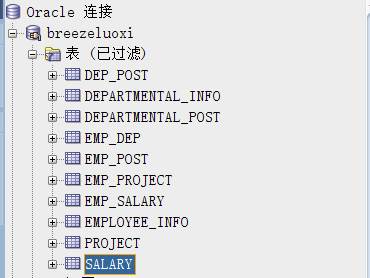 Oracle 连接
breezeluoxi
表 (已过滤)
DEP_POST
DEPARTMENTAL_INFO
DEPARTMENTAL_POST
EMP_DEP
EMP_POST
EMP_PROJECT
EMP_SALARY
EMPLOYEE_INFO
PROJECT
SALARY